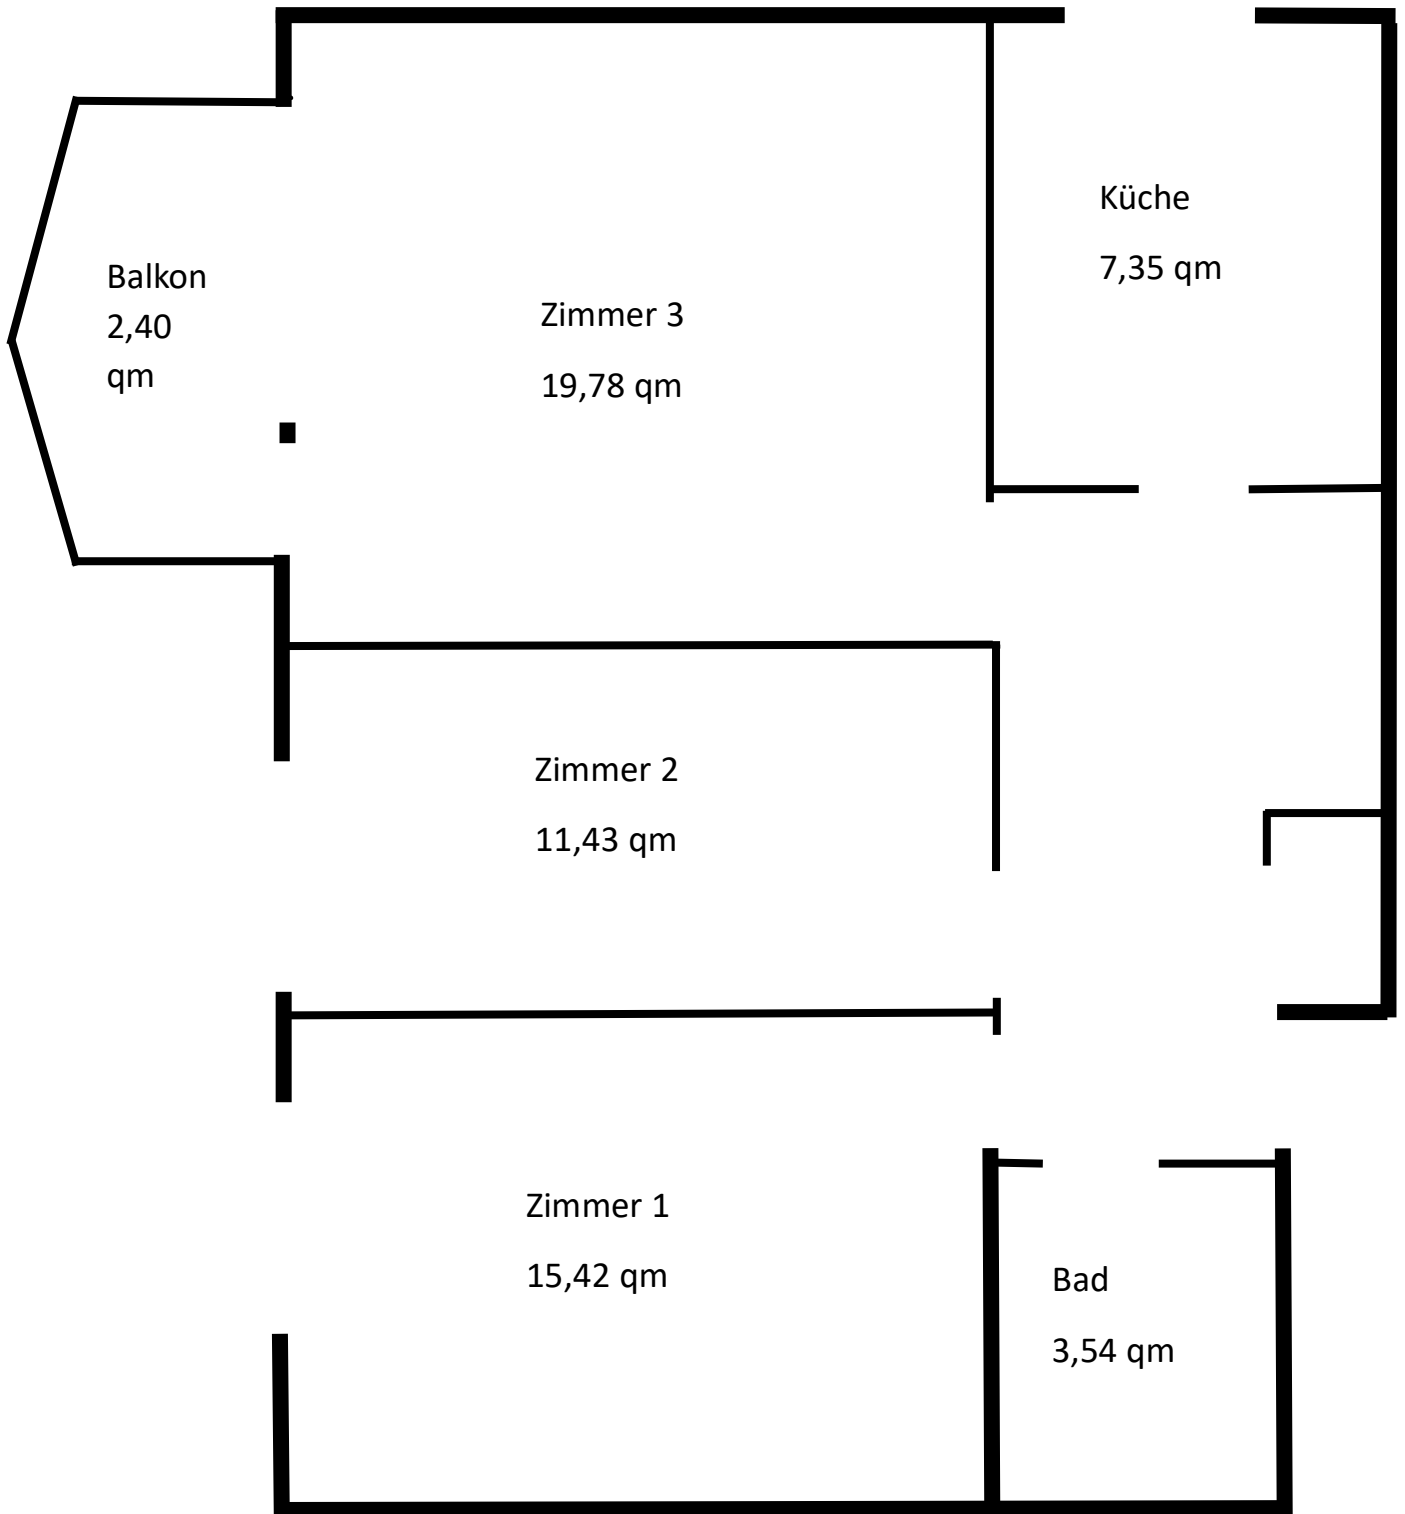 Küche
7,35 qm
Balkon
2,40
qm
Zimmer 3
19,78 qm
Zimmer 2
11,43 qm
Zimmer 1
15,42 qm
Bad
3,54 qm